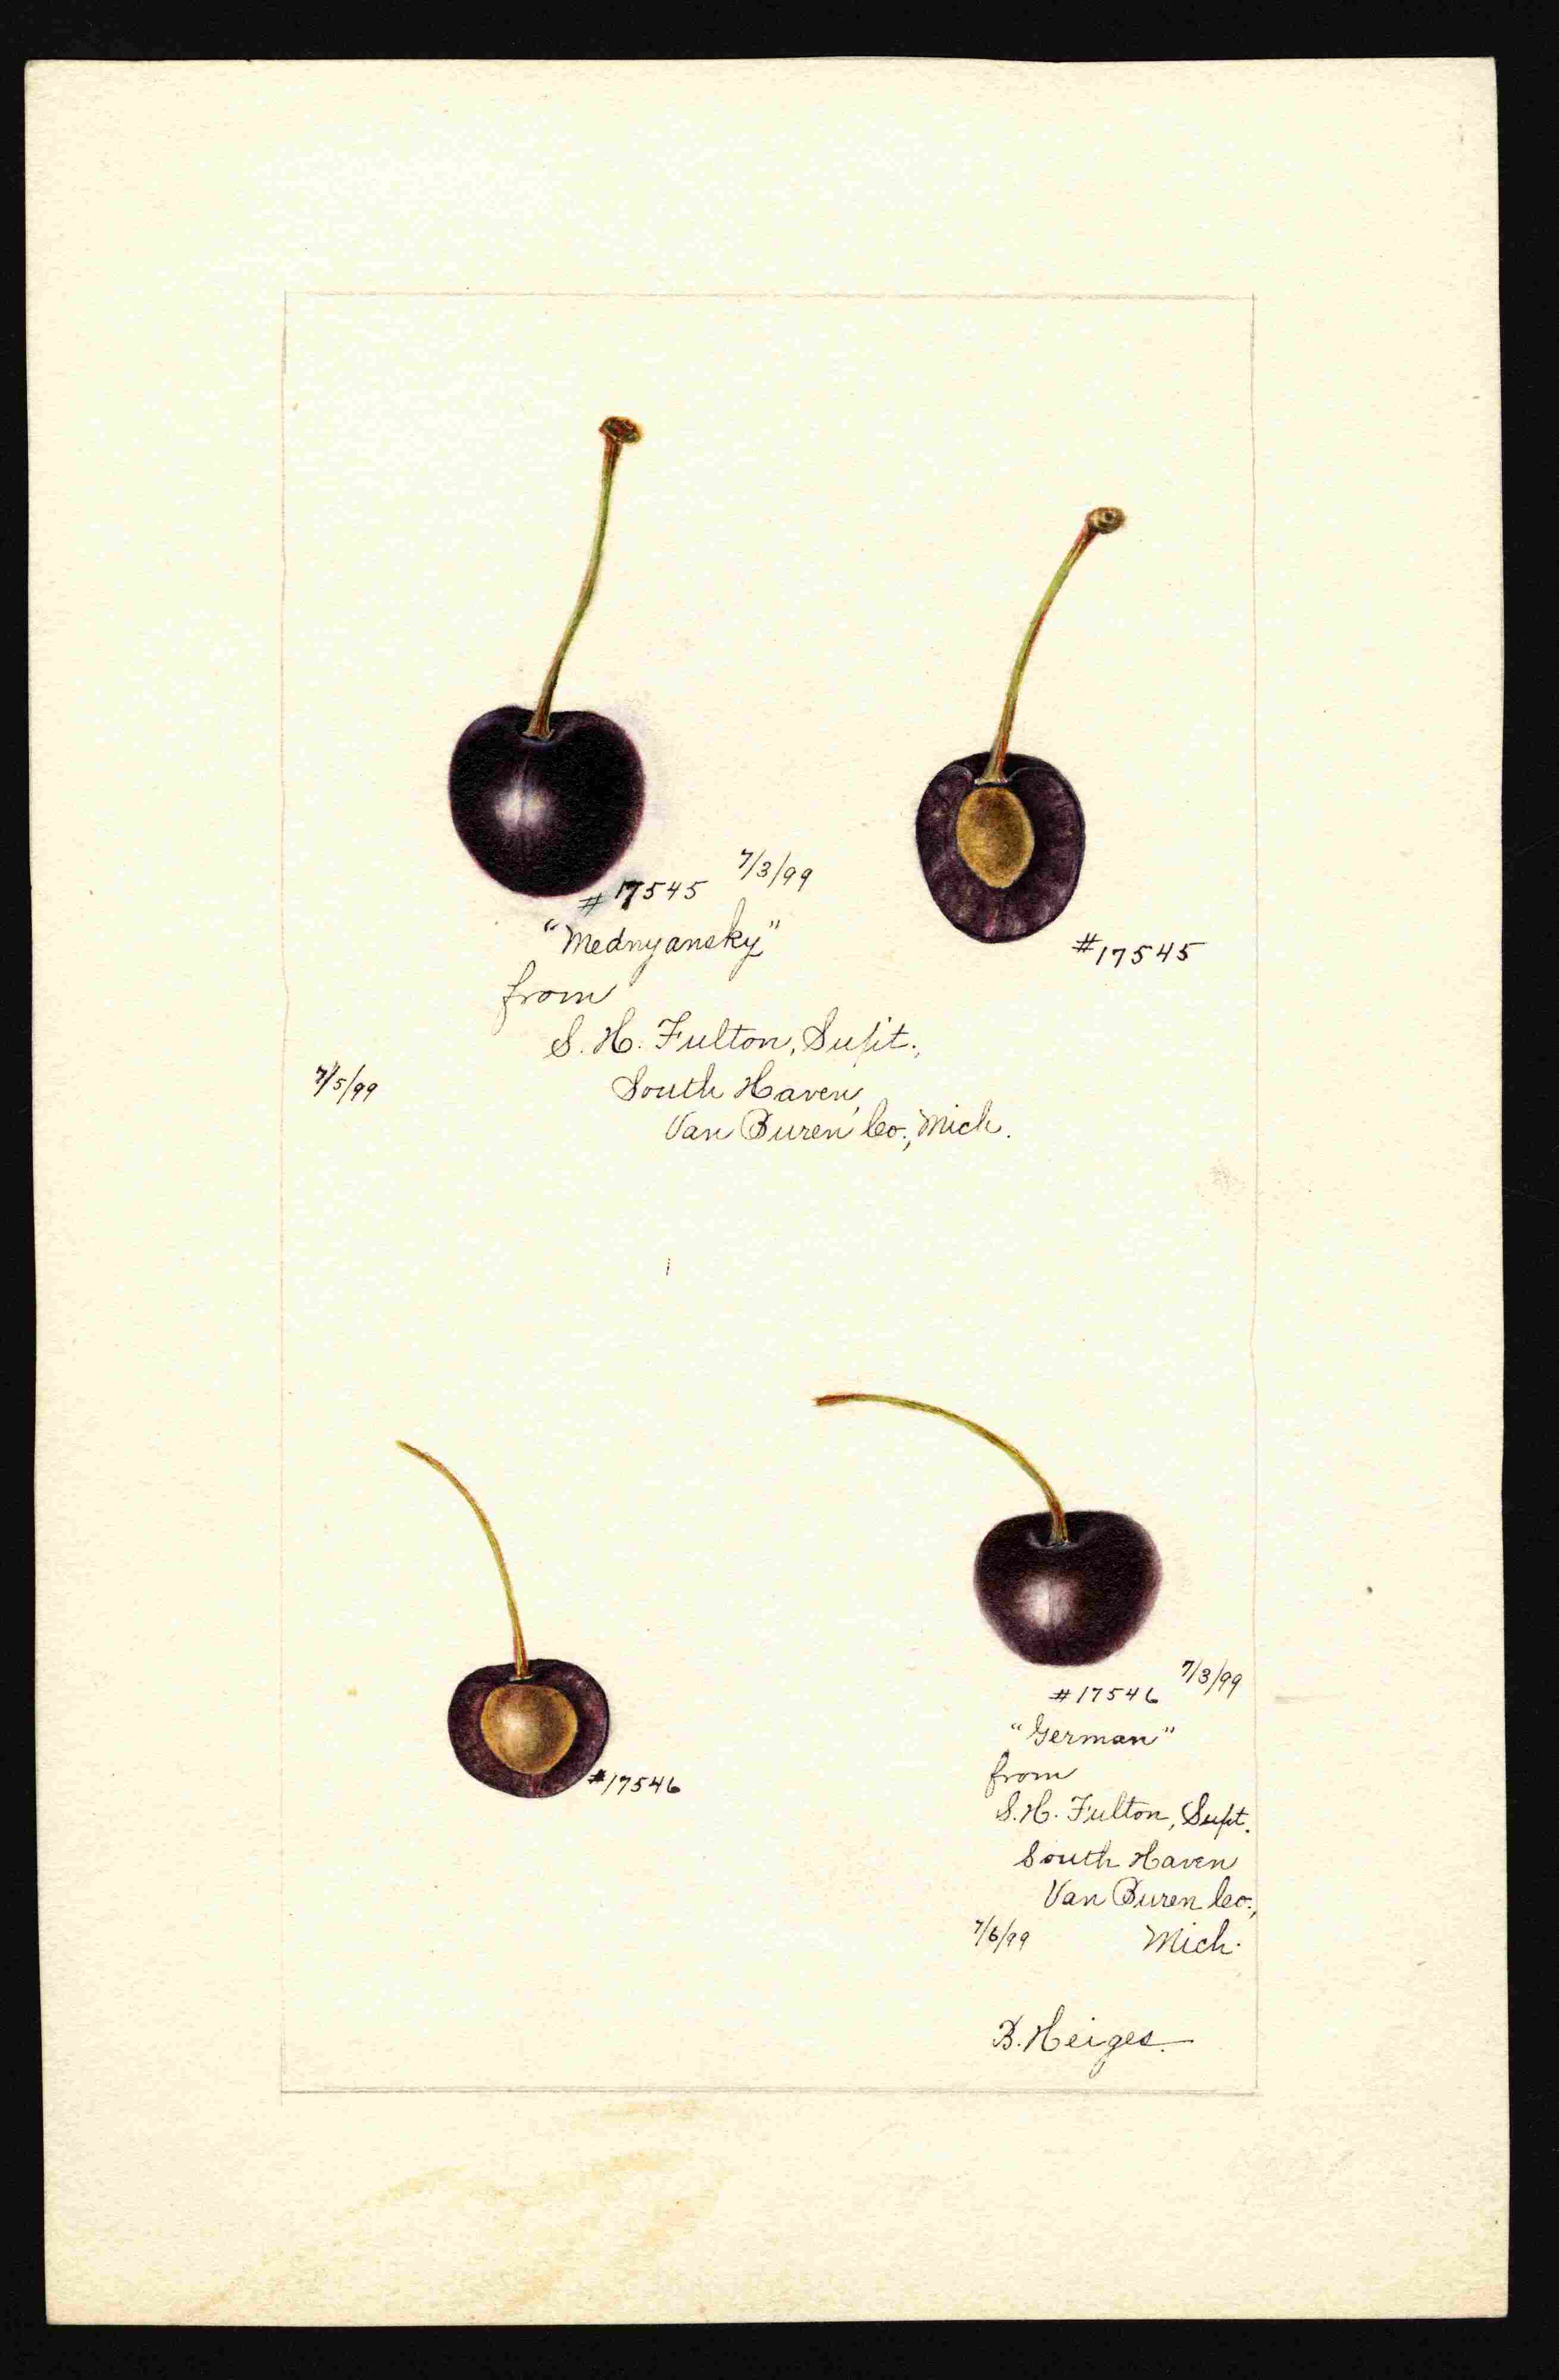 #17545 7/3/99
"Mednyansky"
#17545
from
S. H. Fulton, Supt.,
7/5/99
South Haven,
Van Buren Co., Mich.
#17546
7/3/99
#17546
"German"
from
S. H. Fulton, Supt.
South Haven
Van Buren Co.,
7/6/99 Mich.
B. Heiges.